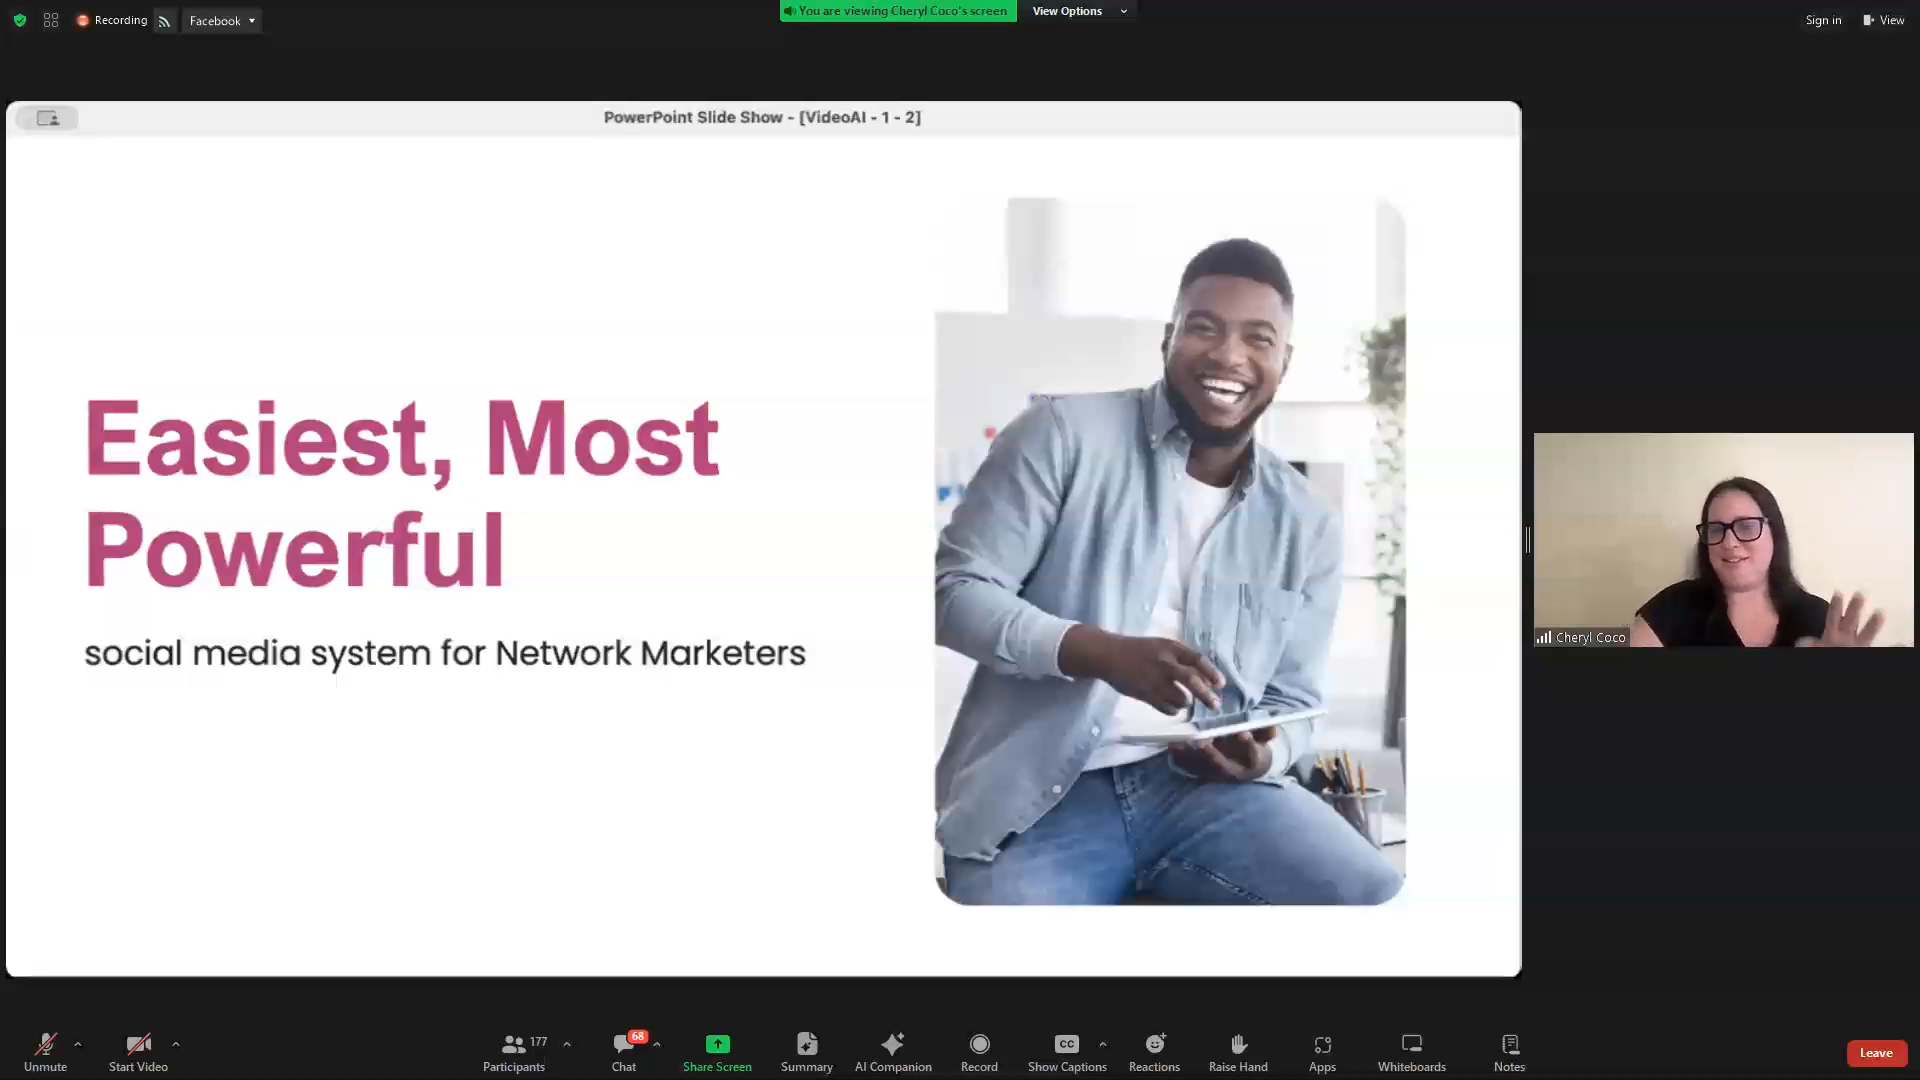 Recording
Facebook
You are viewing Cheryl Coco's screen
View Options
Sign in
View
PowerPoint Slide Show - [VideoAI - 1 - 2]
Easiest, Most
Powerful
social media system for Network Marketers
Cheryl Coco
Unmute
Start Video
177
Participants
68
Chat
Share Screen
Summary
AI Companion
Record
CC
Show Captions
Reactions
Raise Hand
Apps
Whiteboards
Notes
Leave